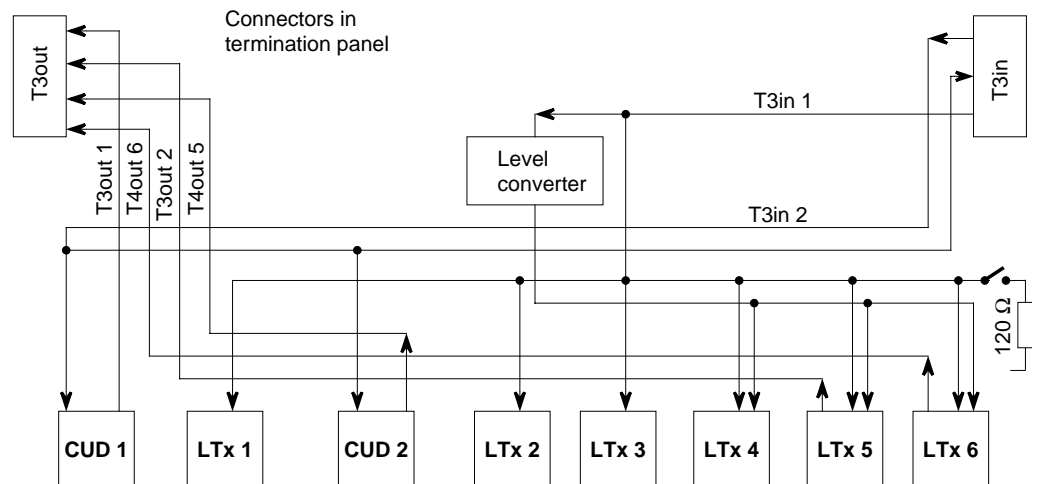 Connectors in
termination panel
T3out
T3in
T3in 1
Level
converter
T3out 1
T4out 6
T3out 2
T4out 5
T3in 2
120 Ω
CUD 1
LTx 1
CUD 2
LTx 2
LTx 3
LTx 4
LTx 5
LTx 6